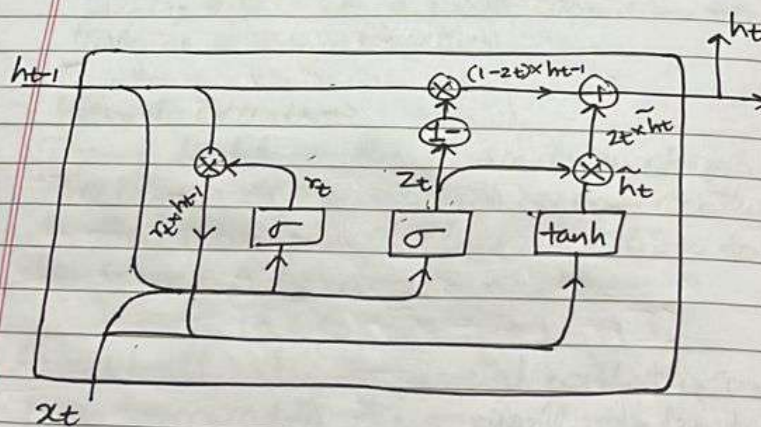 ht
ht-1
(1-zt)×ht-1
×
+
1-
zt×h̃t
×
rt
zt
×
h̃t
rt×ht-1
σ
σ
tanh
xt